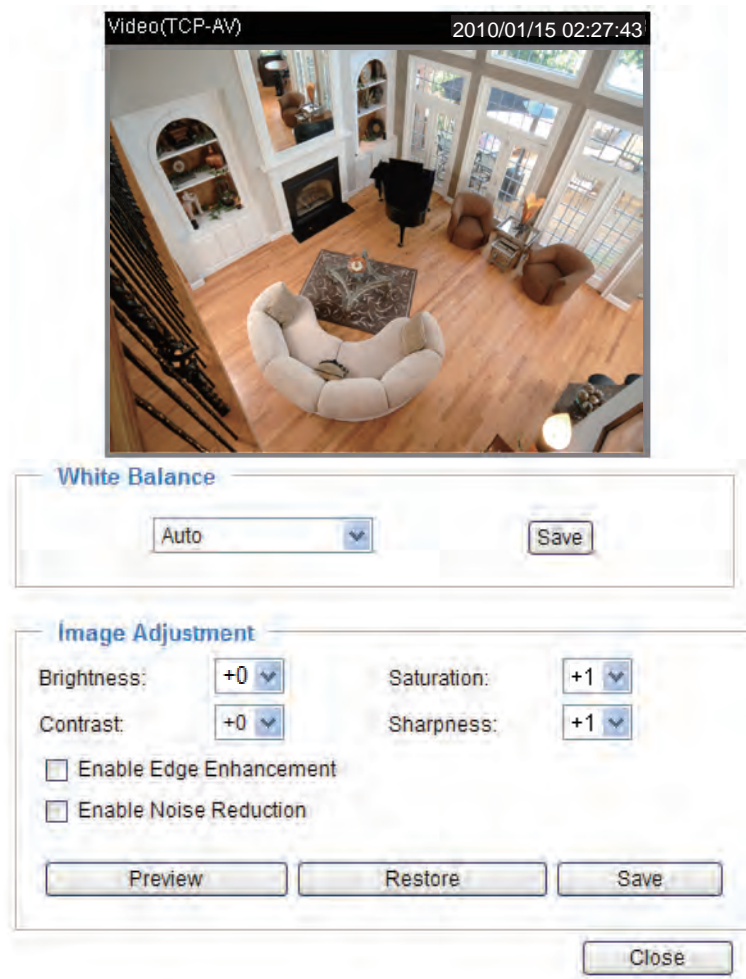 Video(TCP-AV) 2010/01/15 02:27:43
White Balance
Auto Save
Image Adjustment
Brightness: +0 Saturation: +1
Contrast: +0 Sharpness: +1
Enable Edge Enhancement
Enable Noise Reduction
Preview Restore Save
Close